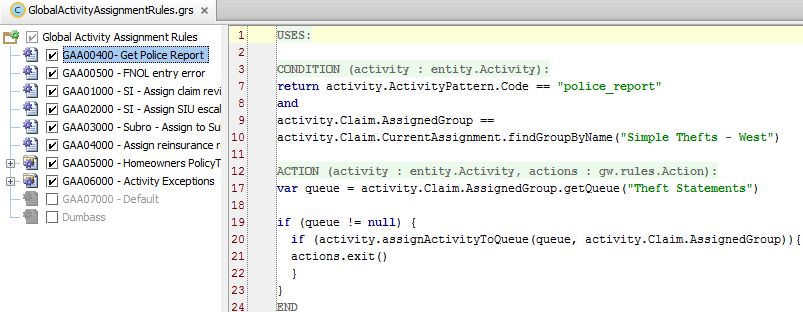 GlobalActivityAssignmentRules.grs ×
Global Activity Assignment Rules
GAA00400- Get Police Report
GAA00500 - FNOL entry error
GAA01000 - SI - Assign claim revi
GAA02000 - SI - Assign SIU escal
GAA03000 - Subro - Assign to Su
GAA04000 - Assign reinsurance r
GAA05000 - Homeowners PolicyT
GAA06000 - Activity Exceptions
GAA07000 - Default
Dumbass
1 USES:
2
3 CONDITION (activity : entity.Activity):
7 return activity.ActivityPattern.Code == "police_report"
8 and
9 activity.Claim.AssignedGroup ==
10 activity.Claim.CurrentAssignment.findGroupByName("Simple Thefts - West")
11
12 ACTION (activity : entity.Activity, actions : gw.rules.Action):
17 var queue = activity.Claim.AssignedGroup.getQueue("Theft Statements")
18
19 if (queue != null) {
20 if (activity.assignActivityToQueue(queue, activity.Claim.AssignedGroup)){
21 actions.exit()
22 }
23 }
24 END